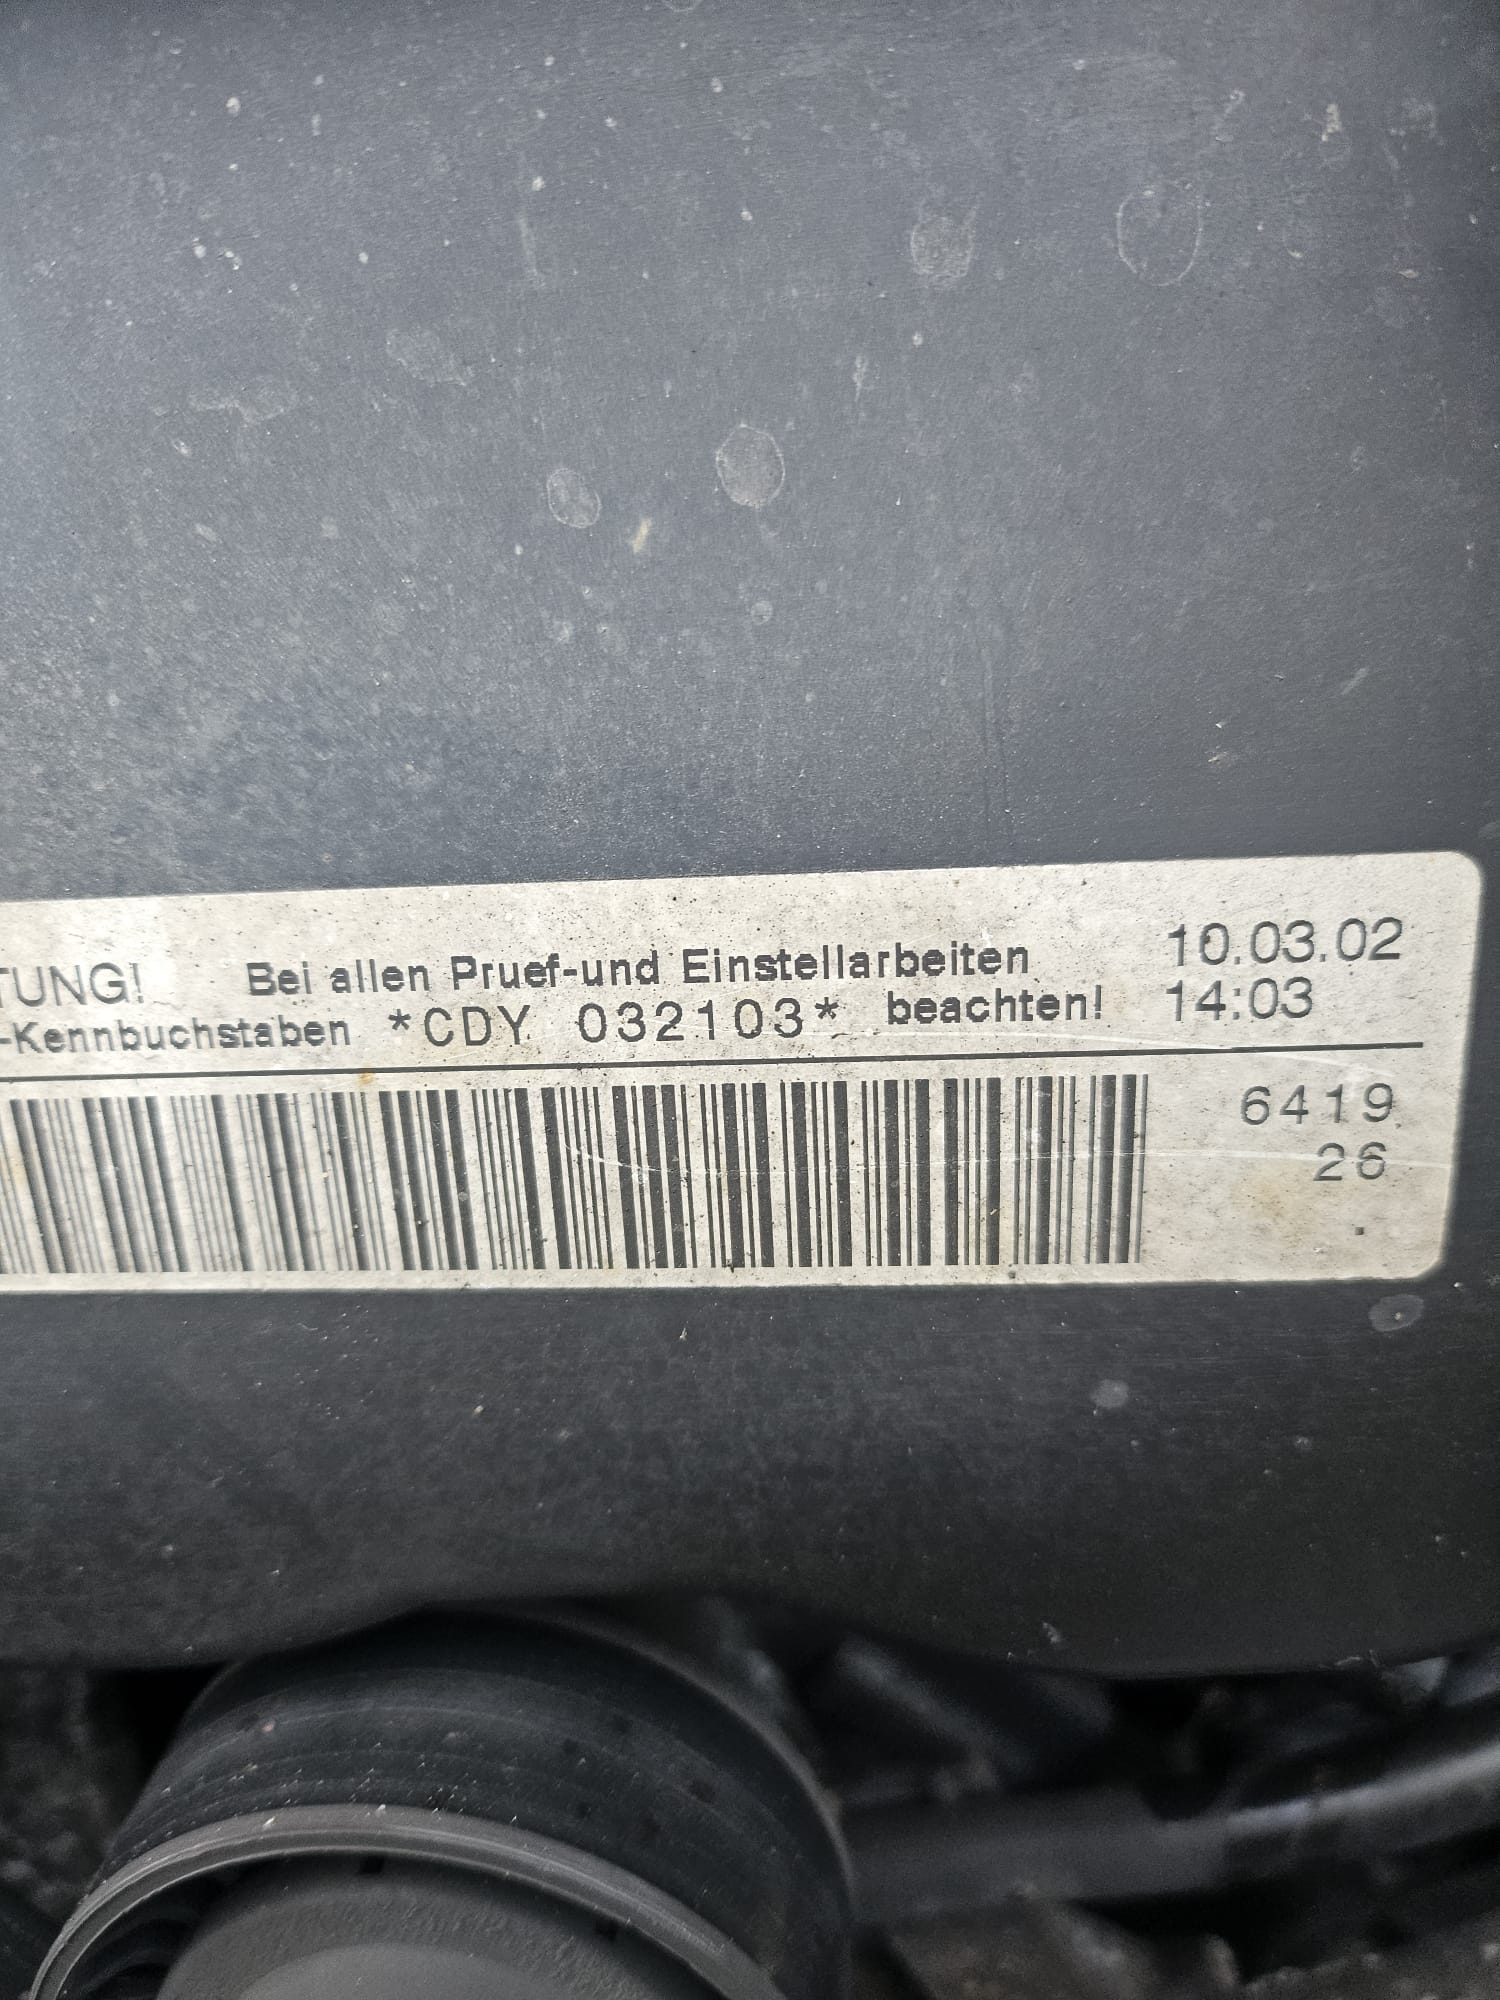 TUNG! Bei allen Pruef-und Einstellarbeiten 10.03.02
-Kennbuchstaben *CDY 032103* beachten! 14:03
6419
26
.